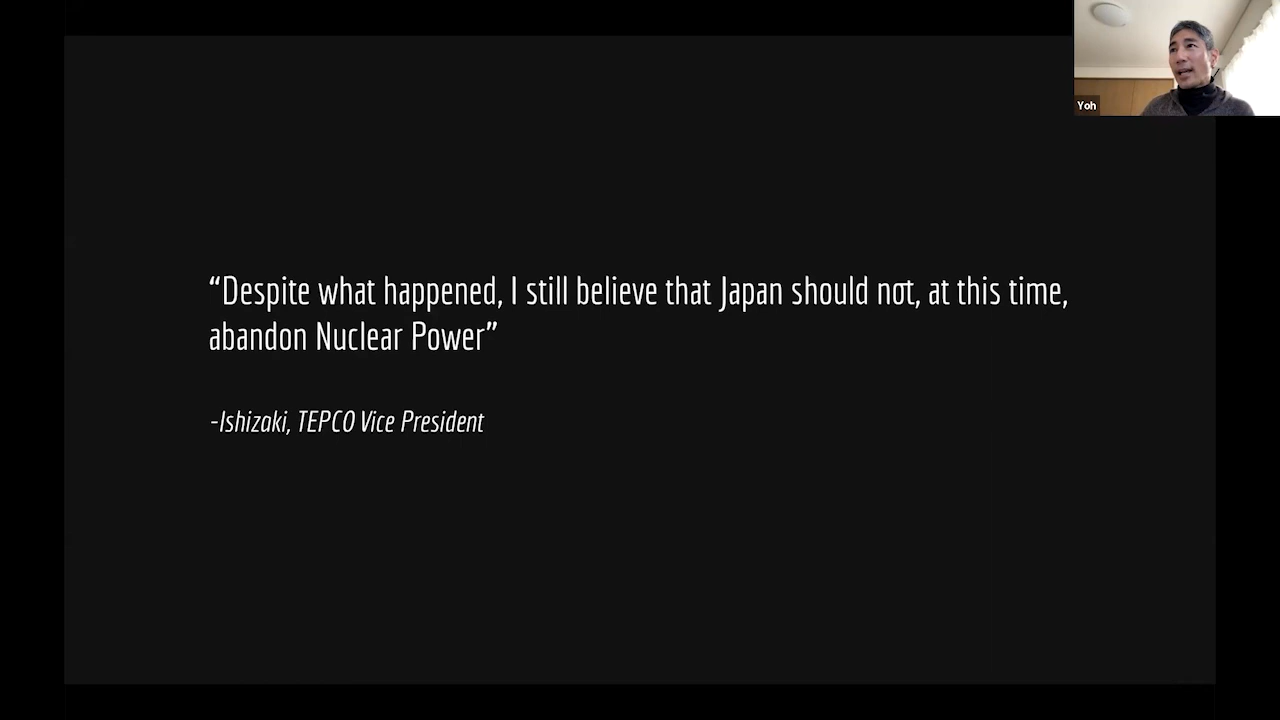 Yoh
“Despite what happened, I still believe that Japan should not, at this time,
abandon Nuclear Power”
-Ishizaki, TEPCO Vice President